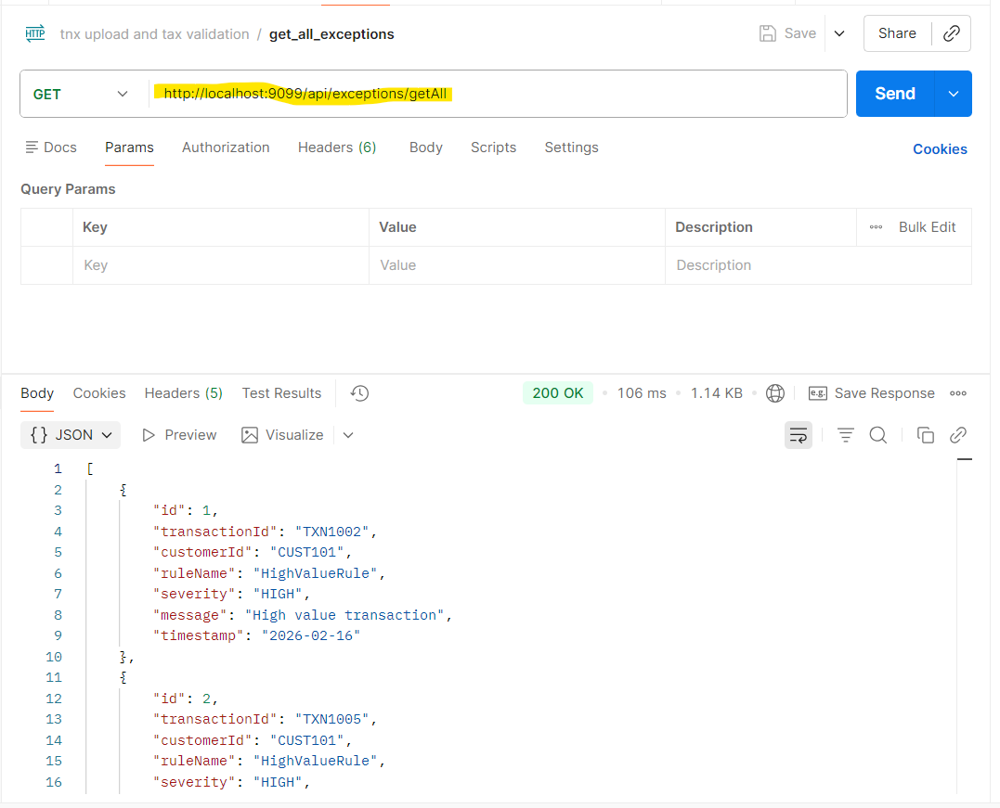 HTTP tnx upload and tax validation / get_all_exceptions Save Share
GET http://localhost:9099/api/exceptions/getAll Send
Docs Params Authorization Headers (6) Body Scripts Settings Cookies
Query Params
Key Value Description Bulk Edit
Key Value Description
Body Cookies Headers (5) Test Results 200 OK 106 ms 1.14 KB e.g. Save Response
{} JSON Preview Visualize
1 [
2 {
3 "id": 1,
4 "transactionId": "TXN1002",
5 "customerId": "CUST101",
6 "ruleName": "HighValueRule",
7 "severity": "HIGH",
8 "message": "High value transaction",
9 "timestamp": "2026-02-16"
10 },
11 {
12 "id": 2,
13 "transactionId": "TXN1005",
14 "customerId": "CUST101",
15 "ruleName": "HighValueRule",
16 "severity": "HIGH",